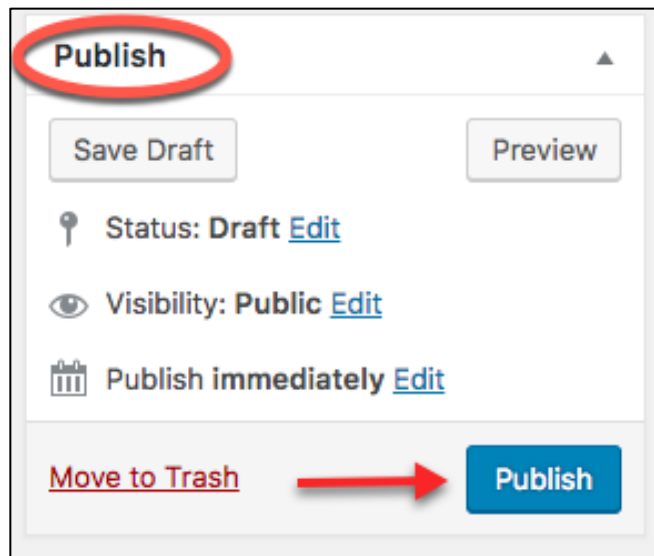 Publish
Save Draft Preview
Status: Draft Edit
Visibility: Public Edit
Publish immediately Edit
Move to Trash Publish